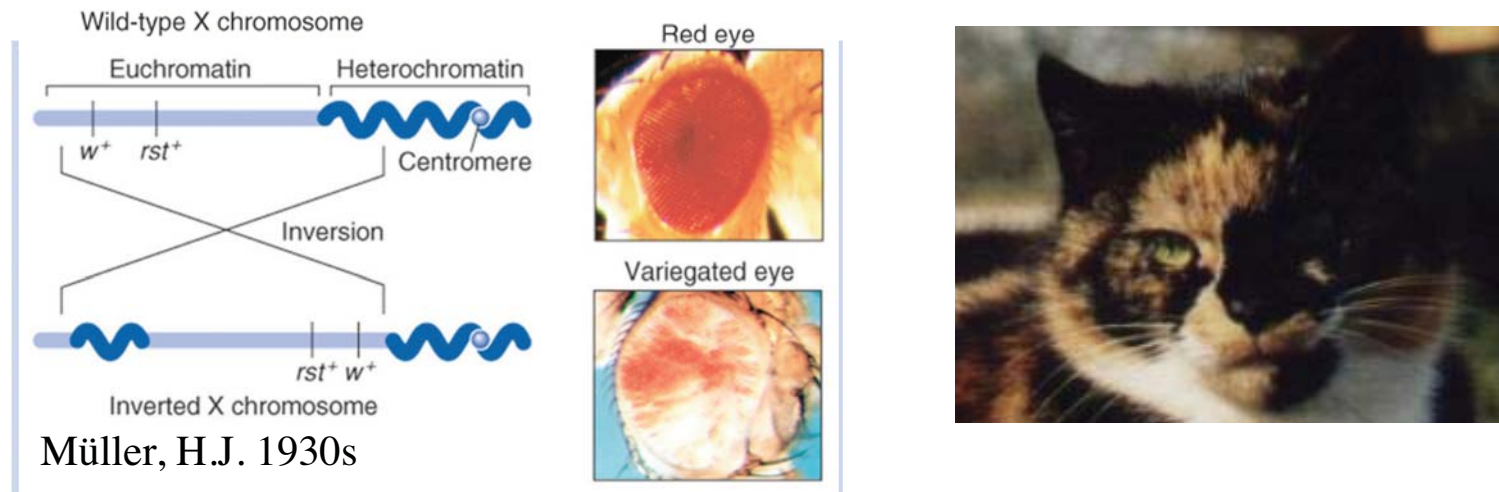 Wild-type X chromosome
Euchromatin Heterochromatin
w+ rst+
Centromere
Inversion
rst+ w+
Inverted X chromosome
Müller, H.J. 1930s
Red eye
Variegated eye